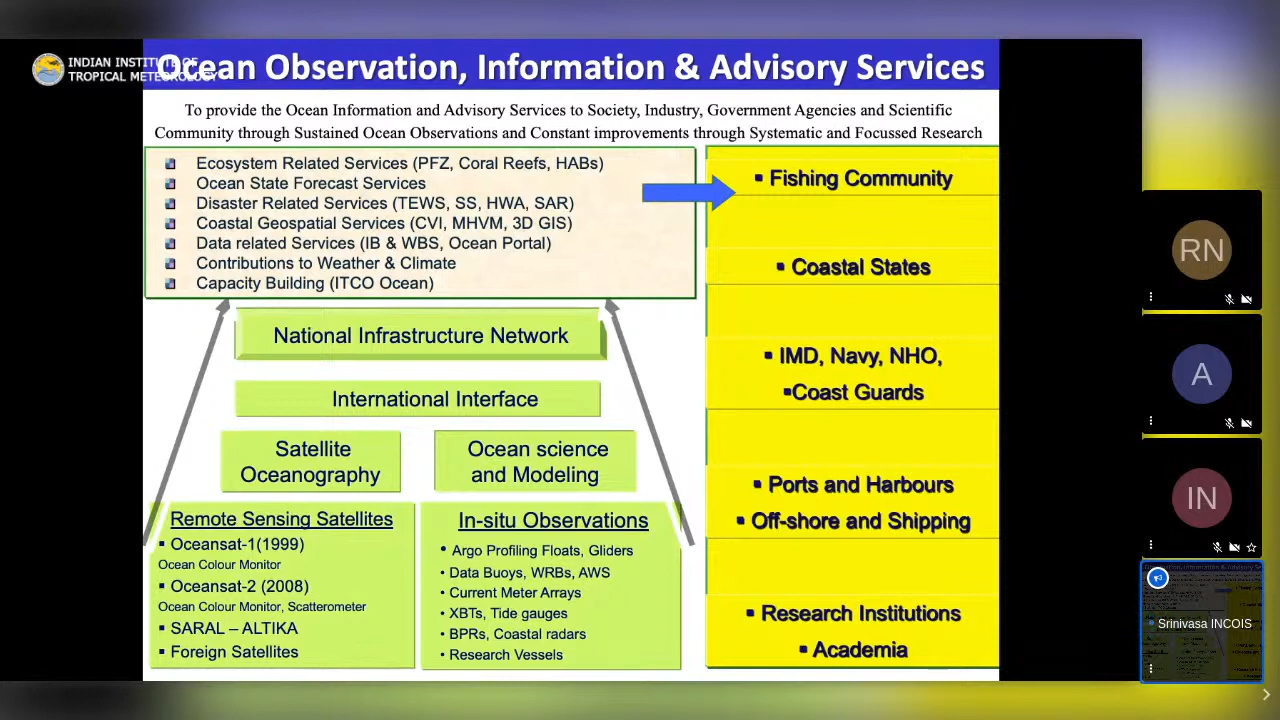 INDIAN INSTITUTE OF
TROPICAL METEOROLOGY
Ocean Observation, Information & Advisory Services
To provide the Ocean Information and Advisory Services to Society, Industry, Government Agencies and Scientific
Community through Sustained Ocean Observations and Constant improvements through Systematic and Focussed Research
Ecosystem Related Services (PFZ, Coral Reefs, HABs)
Ocean State Forecast Services
Disaster Related Services (TEWS, SS, HWA, SAR)
Coastal Geospatial Services (CVI, MHVM, 3D GIS)
Data related Services (IB & WBS, Ocean Portal)
Contributions to Weather & Climate
Capacity Building (ITCO Ocean)
National Infrastructure Network
International Interface
Satellite
Oceanography
Ocean science
and Modeling
Remote Sensing Satellites
▪ Oceansat-1(1999)
Ocean Colour Monitor
▪ Oceansat-2 (2008)
Ocean Colour Monitor, Scatterometer
▪ SARAL – ALTIKA
▪ Foreign Satellites
In-situ Observations
• Argo Profiling Floats, Gliders
• Data Buoys, WRBs, AWS
• Current Meter Arrays
• XBTs, Tide gauges
• BPRs, Coastal radars
• Research Vessels
▪ Fishing Community
▪ Coastal States
▪ IMD, Navy, NHO,
▪Coast Guards
▪ Ports and Harbours
▪ Off-shore and Shipping
▪ Research Institutions
▪ Academia
RN
A
IN
Srinivasa INCOIS